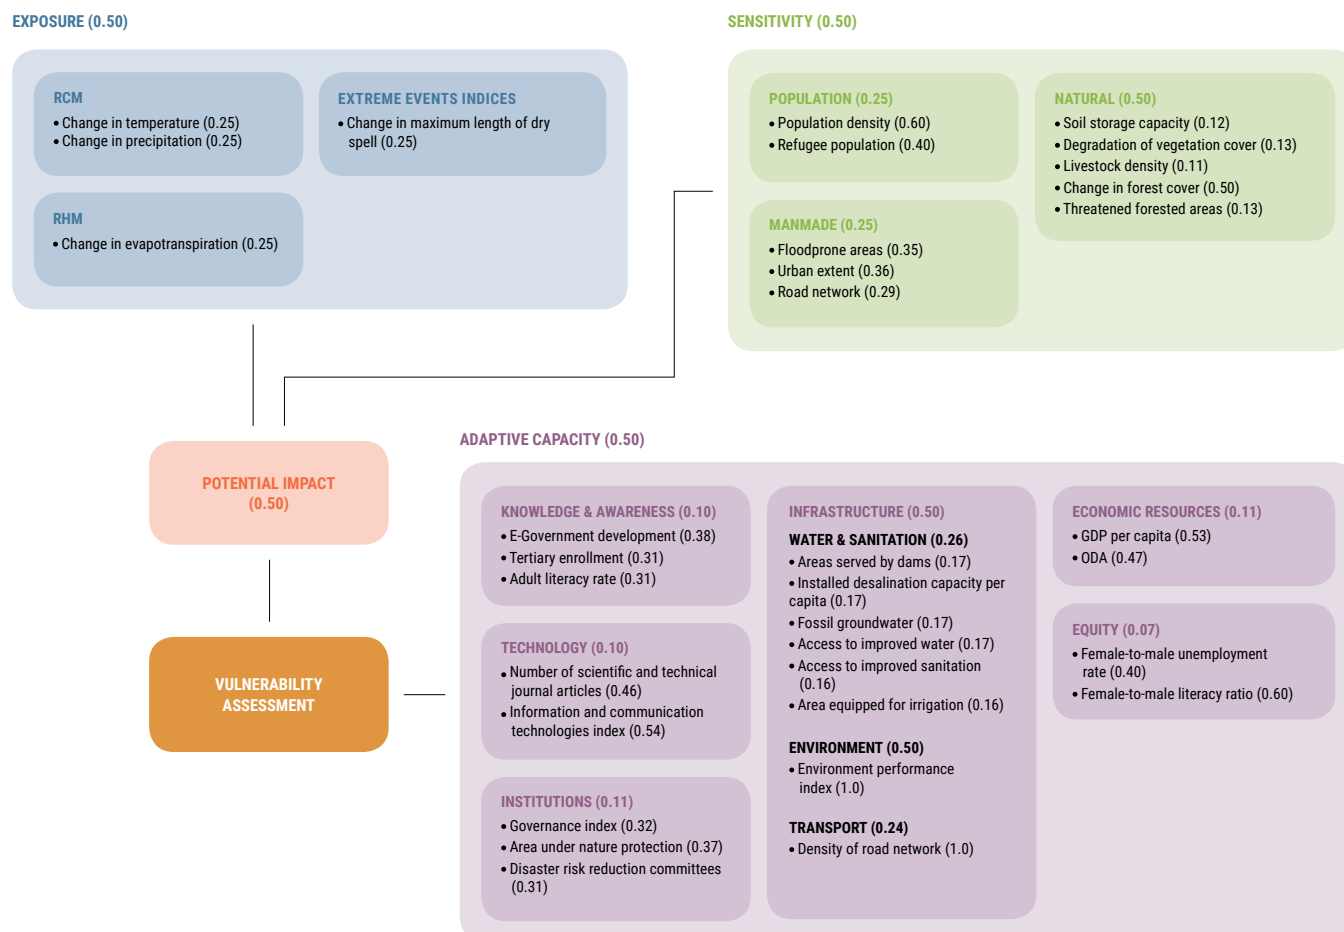 EXPOSURE (0.50)
RCM
• Change in temperature (0.25)
• Change in precipitation (0.25)
EXTREME EVENTS INDICES
• Change in maximum length of dry
spell (0.25)
RHM
• Change in evapotranspiration (0.25)
SENSITIVITY (0.50)
POPULATION (0.25)
• Population density (0.60)
• Refugee population (0.40)
NATURAL (0.50)
• Soil storage capacity (0.12)
• Degradation of vegetation cover (0.13)
• Livestock density (0.11)
• Change in forest cover (0.50)
• Threatened forested areas (0.13)
MANMADE (0.25)
• Floodprone areas (0.35)
• Urban extent (0.36)
• Road network (0.29)
POTENTIAL IMPACT
(0.50)
VULNERABILITY
ASSESSMENT
ADAPTIVE CAPACITY (0.50)
KNOWLEDGE & AWARENESS (0.10)
• E-Government development (0.38)
• Tertiary enrollment (0.31)
• Adult literacy rate (0.31)
TECHNOLOGY (0.10)
• Number of scientific and technical
journal articles (0.46)
• Information and communication
technologies index (0.54)
INSTITUTIONS (0.11)
• Governance index (0.32)
• Area under nature protection (0.37)
• Disaster risk reduction committees
(0.31)
INFRASTRUCTURE (0.50)
WATER & SANITATION (0.26)
• Areas served by dams (0.17)
• Installed desalination capacity per
capita (0.17)
• Fossil groundwater (0.17)
• Access to improved water (0.17)
• Access to improved sanitation
(0.16)
• Area equipped for irrigation (0.16)
ENVIRONMENT (0.50)
• Environment performance
index (1.0)
TRANSPORT (0.24)
• Density of road network (1.0)
ECONOMIC RESOURCES (0.11)
• GDP per capita (0.53)
• ODA (0.47)
EQUITY (0.07)
• Female-to-male unemployment
rate (0.40)
• Female-to-male literacy ratio (0.60)